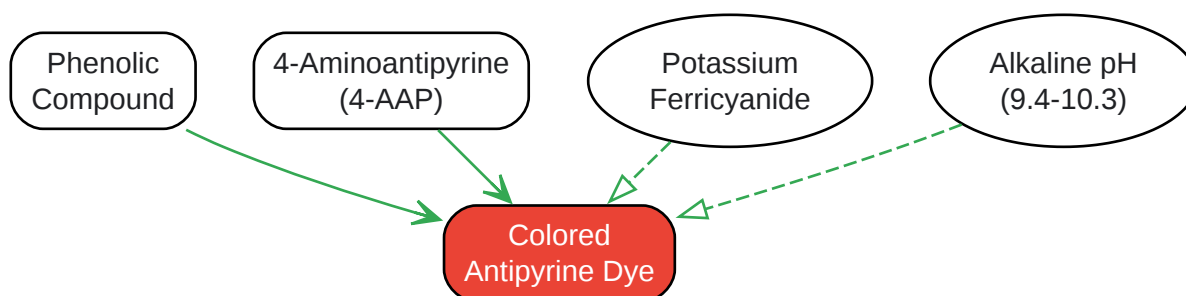 Phenolic
Compound
4-Aminoantipyrine
(4-AAP)
Potassium
Ferricyanide
Alkaline pH
(9.4-10.3)
Colored
Antipyrine Dye